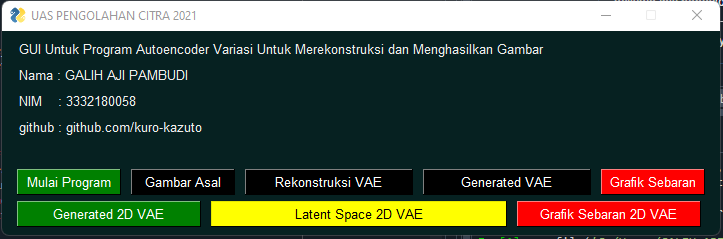 UAS PENGOLAHAN CITRA 2021
GUI Untuk Program Autoencoder Variasi Untuk Merekonstruksi dan Menghasilkan Gambar
Nama : GALIH AJI PAMBUDI
NIM : 3332180058
github : github.com/kuro-kazuto
Mulai Program Gambar Asal Rekonstruksi VAE Generated VAE Grafik Sebaran
Generated 2D VAE Latent Space 2D VAE Grafik Sebaran 2D VAE